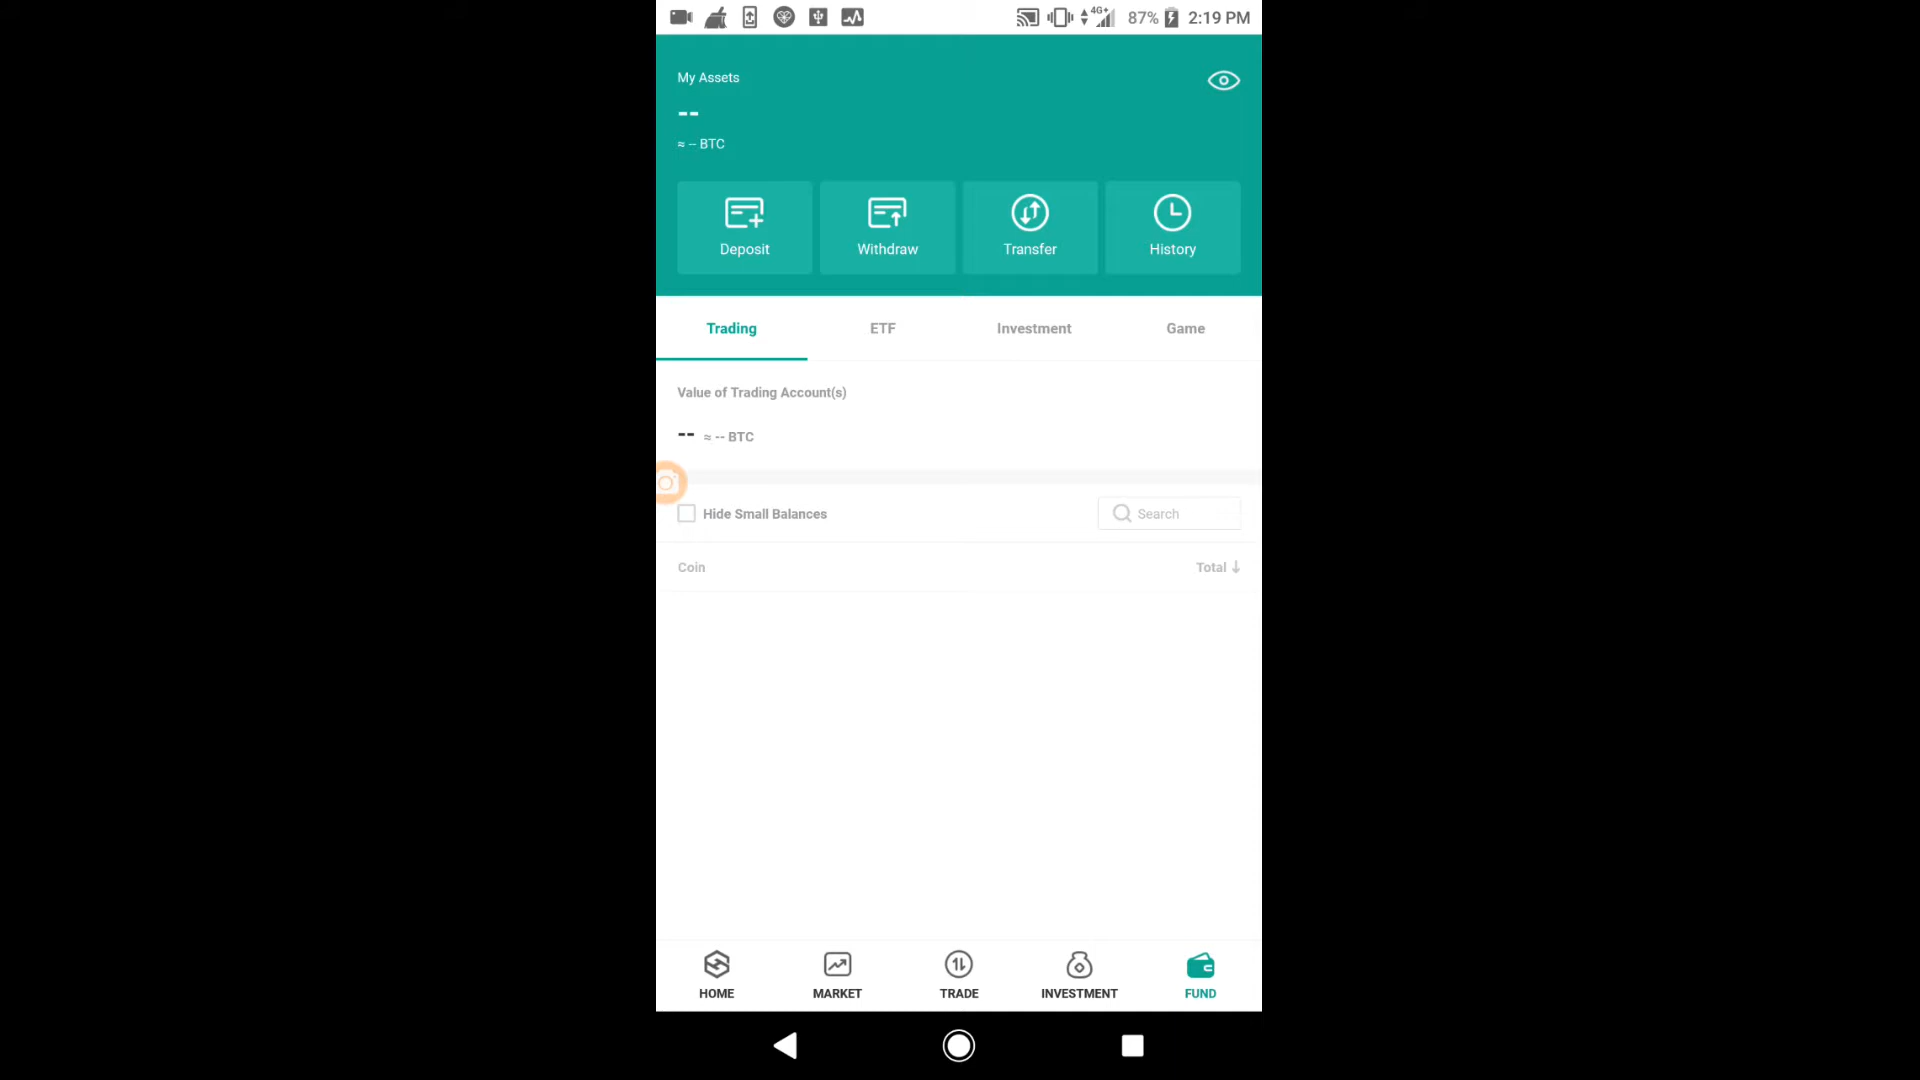 4G+ 87% 2:19 PM
My Assets
--
≈ -- BTC
Deposit Withdraw Transfer History
Trading ETF Investment Game
Value of Trading Account(s)
-- ≈ -- BTC
Hide Small Balances Search
Coin Total ↓
HOME MARKET TRADE INVESTMENT FUND